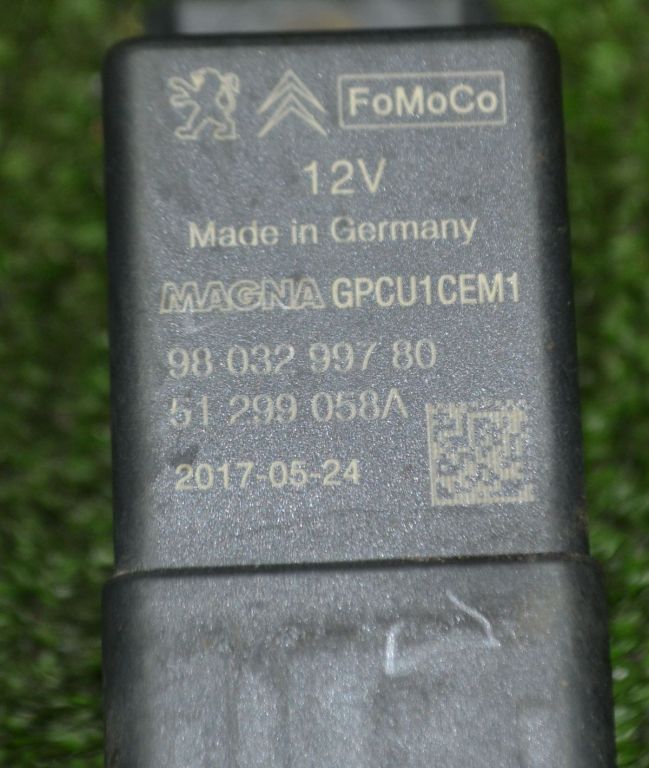 FoMoCo
12V
Made in Germany
MAGNA GPCU1CEM1
98 032 997 80
51 299 058A
2017-05-24